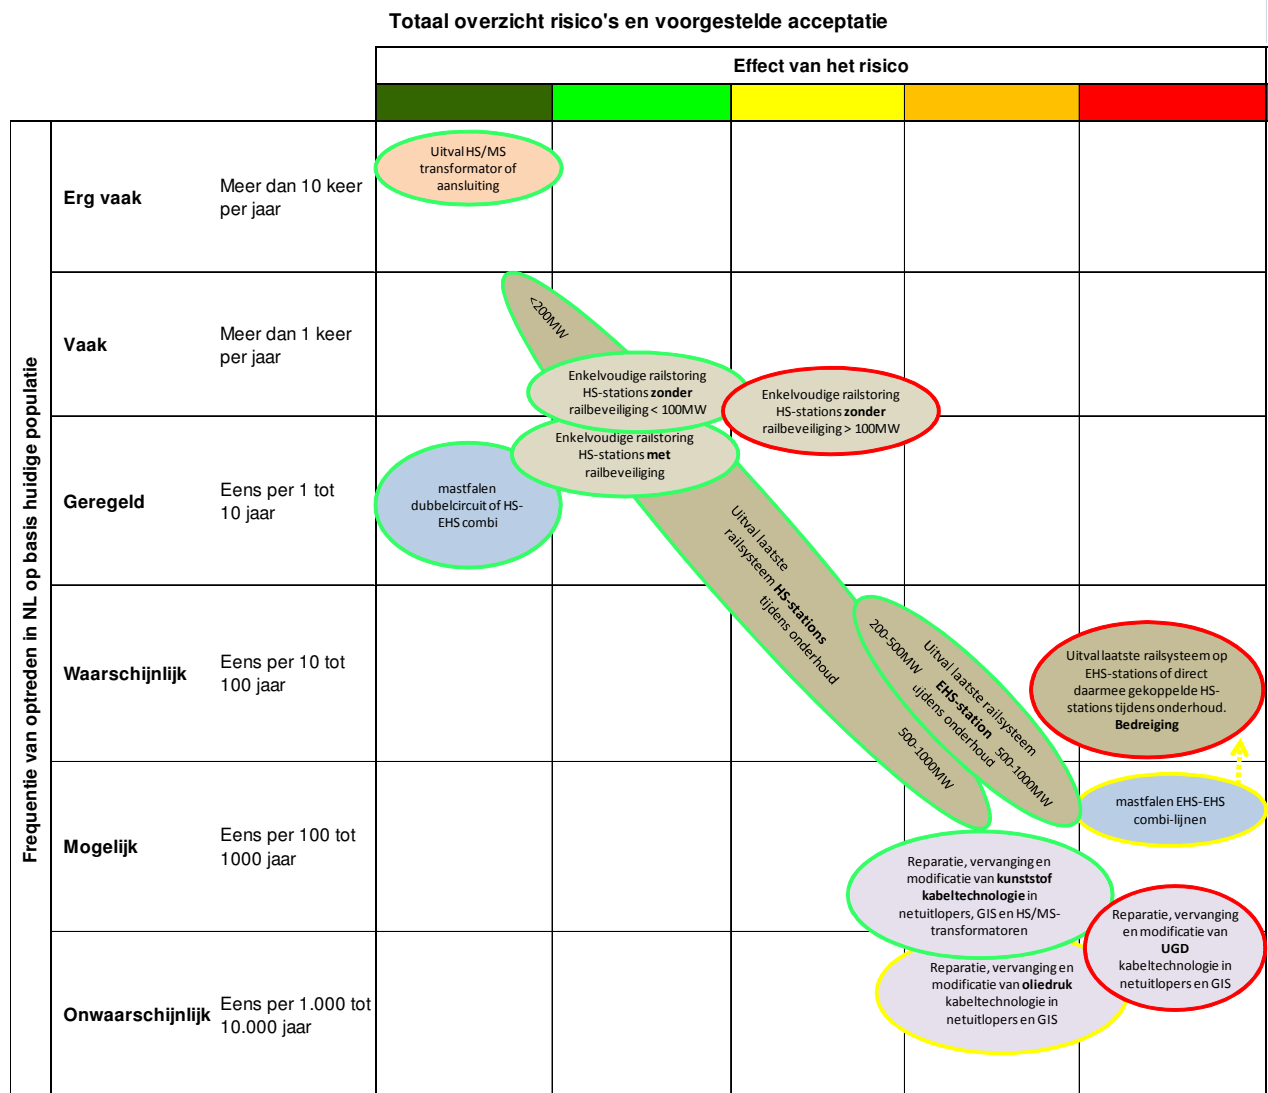 Totaal overzicht risico's en voorgestelde acceptatie
Effect van het risico
Frequentie van optreden in NL op basis huidige populatie
Erg vaak
Meer dan 10 keer
per jaar
Uitval HS/MS
transformator of
aansluiting
Vaak
Meer dan 1 keer
per jaar
<200MW
Enkelvoudige railstoring
HS-stations zonder
railbeveiliging < 100MW
Enkelvoudige railstoring
HS-stations zonder
railbeveiliging > 100MW
Geregeld
Eens per 1 tot
10 jaar
mastfalen
dubbelcircuit of HS-
EHS combi
Enkelvoudige railstoring
HS-stations met
railbeveiliging
Uitval laatste
railsysteem HS-stations
tijdens onderhoud
500-1000MW
Waarschijnlijk
Eens per 10 tot
100 jaar
200-500MW
Uitval laatste railsysteem
EHS-station
ujdens onderhoud
500-1000MW
Uitval laatste railsysteem op
EHS-stations of direct
daarmee gekoppelde HS-
stations tijdens onderhoud.
Bedreiging
Mogelijk
Eens per 100 tot
1000 jaar
mastfalen EHS-EHS
combi-lijnen
Reparatie, vervanging en
modificatie van kunststof
kabeltechnologie in
netuitlopers, GIS en HS/MS-
transformatoren
Reparatie, vervanging
en modificatie van
UGD
kabeltechnologie in
netuitlopers en GIS
Onwaarschijnlijk
Eens per 1.000 tot
10.000 jaar
Reparatie, vervanging en
modificatie van oliedruk
kabeltechnologie in
netuitlopers en GIS